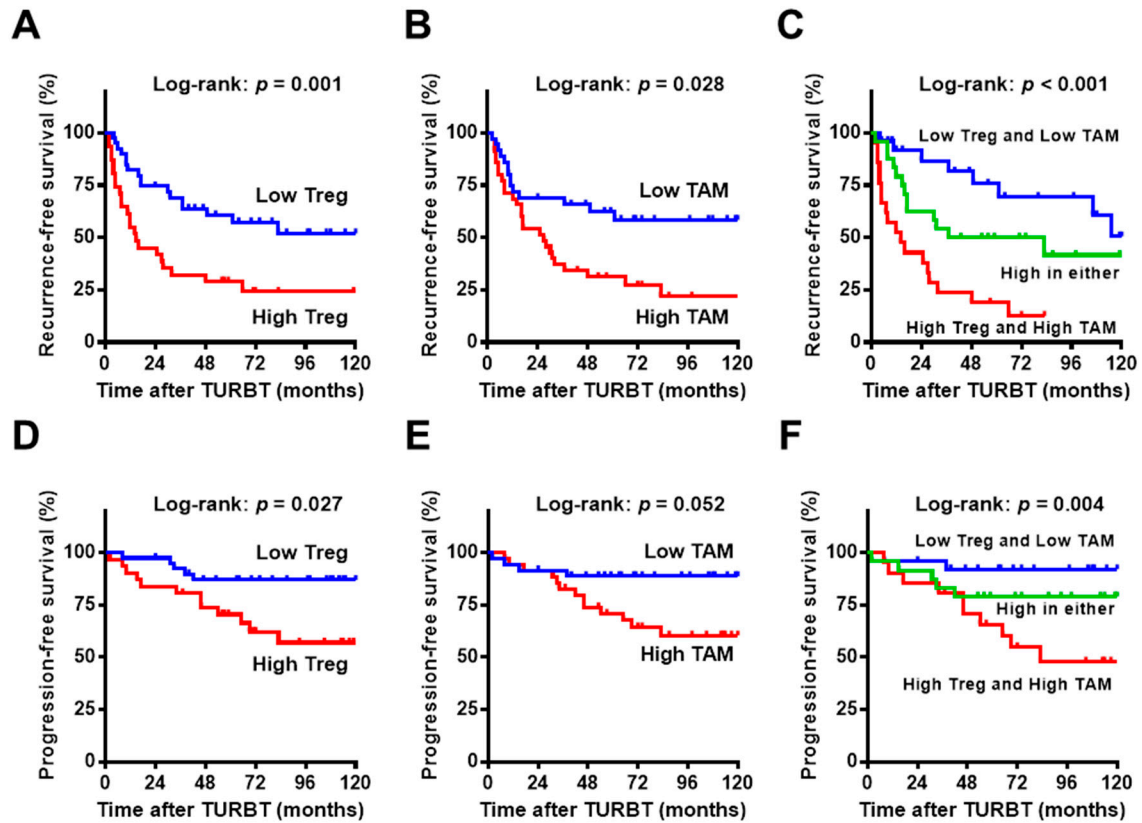 A
Log-rank: p = 0.001
Recurrence-free survival (%)
100
75
50
25
0
Low Treg
High Treg
0 24 48 72 96 120
Time after TURBT (months)
B
Log-rank: p = 0.028
Recurrence-free survival (%)
100
75
50
25
0
Low TAM
High TAM
0 24 48 72 96 120
Time after TURBT (months)
C
Log-rank: p < 0.001
Recurrence-free survival (%)
100
75
50
25
0
Low Treg and Low TAM
High in either
High Treg and High TAM
0 24 48 72 96 120
Time after TURBT (months)
D
Log-rank: p = 0.027
Progression-free survival (%)
100
75
50
25
0
Low Treg
High Treg
0 24 48 72 96 120
Time after TURBT (months)
E
Log-rank: p = 0.052
Progression-free survival (%)
100
75
50
25
0
Low TAM
High TAM
0 24 48 72 96 120
Time after TURBT (months)
F
Log-rank: p = 0.004
Progression-free survival (%)
100
75
50
25
0
Low Treg and Low TAM
High in either
High Treg and High TAM
0 24 48 72 96 120
Time after TURBT (months)